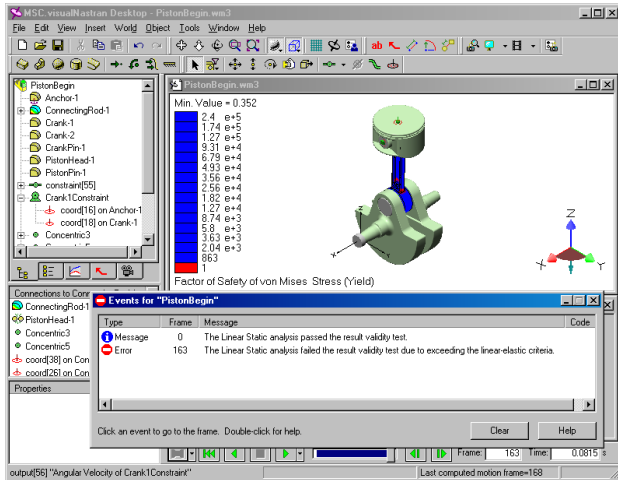 MSC.visualNastran Desktop - PistonBegin.wm3
File Edit View Insert World Object Tools Window Help
PistonBegin
Anchor-1
ConnectingRod-1
Crank-1
Crank-2
CrankPin-1
PistonHead-1
PistonPin-1
constraint[55]
Crank1Constraint
coord[16] on Anchor-1
coord[18] on Crank-1
Concentric3
PistonBegin.wm3
Min. Value = 0.352
2.4 e+5
1.74 e+5
1.27 e+5
9.31 e+4
6.79 e+4
4.93 e+4
3.56 e+4
2.56 e+4
1.82 e+4
1.27 e+4
8.74 e+3
5.8 e+3
3.63 e+3
2.04 e+3
863
1
Factor of Safety of von Mises Stress (Yield)
Z
X
Y
Connections to
ConnectingRod-1
PistonHead-1
Concentric3
Concentric5
coord[38] on Con
coord[26] on Con
Properties
Events for "PistonBegin"
Type Frame Message Code
Message 0 The Linear Static analysis passed the result validity test.
Error 163 The Linear Static analysis failed the result validity test due to exceeding the linear-elastic criteria.
Click an event to go to the frame. Double-click for help.
Clear
Help
Frame: 163 Time: 0.0815 s
output[56] "Angular Velocity of Crank1Constraint"
Last computed motion frame=168